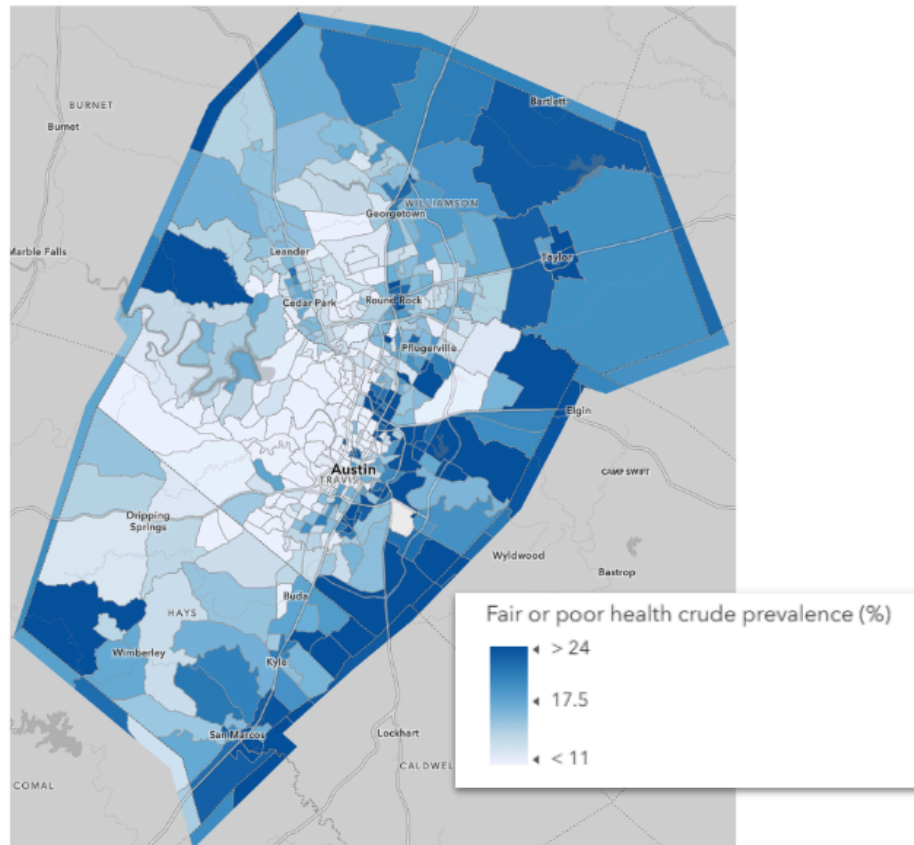 BURNET
Burnet
Bartlett
WILLIAMSON
Georgetown
Marble Falls
Leander
Taylor
Cedar Park
Round Rock
Pflugerville
Elgin
Austin
TRAVIS
CAMP SWIFT
Dripping
Springs
Wyldwood
Bastrop
Buda
HAYS
Wimberley
Kyle
San Marcos
Lockhart
CALDWEL
COMAL
Fair or poor health crude prevalence (%)
> 24
17.5
< 11